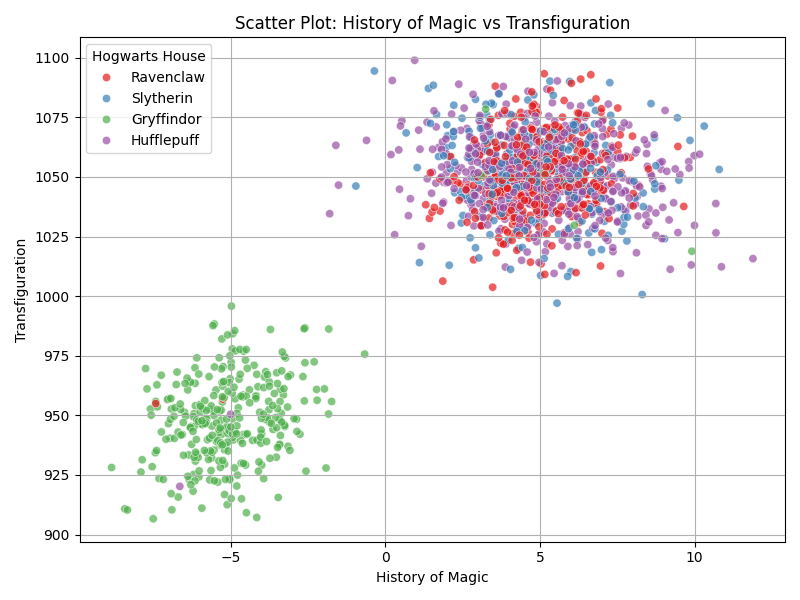 Scatter Plot: History of Magic vs Transfiguration
Hogwarts House
Ravenclaw
Slytherin
Gryffindor
Hufflepuff
Transfiguration
1100
1075
1050
1025
1000
975
950
925
900
−5
0
5
10
History of Magic